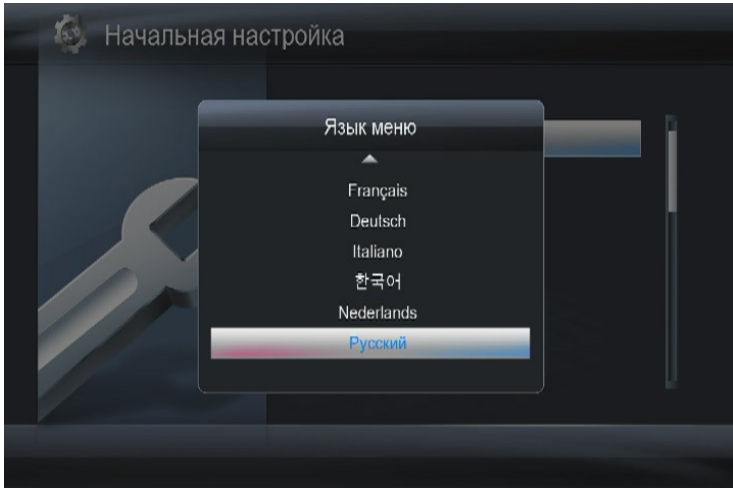 Начальная настройка
Язык меню
Français
Deutsch
Italiano
한국어
Nederlands
Русский